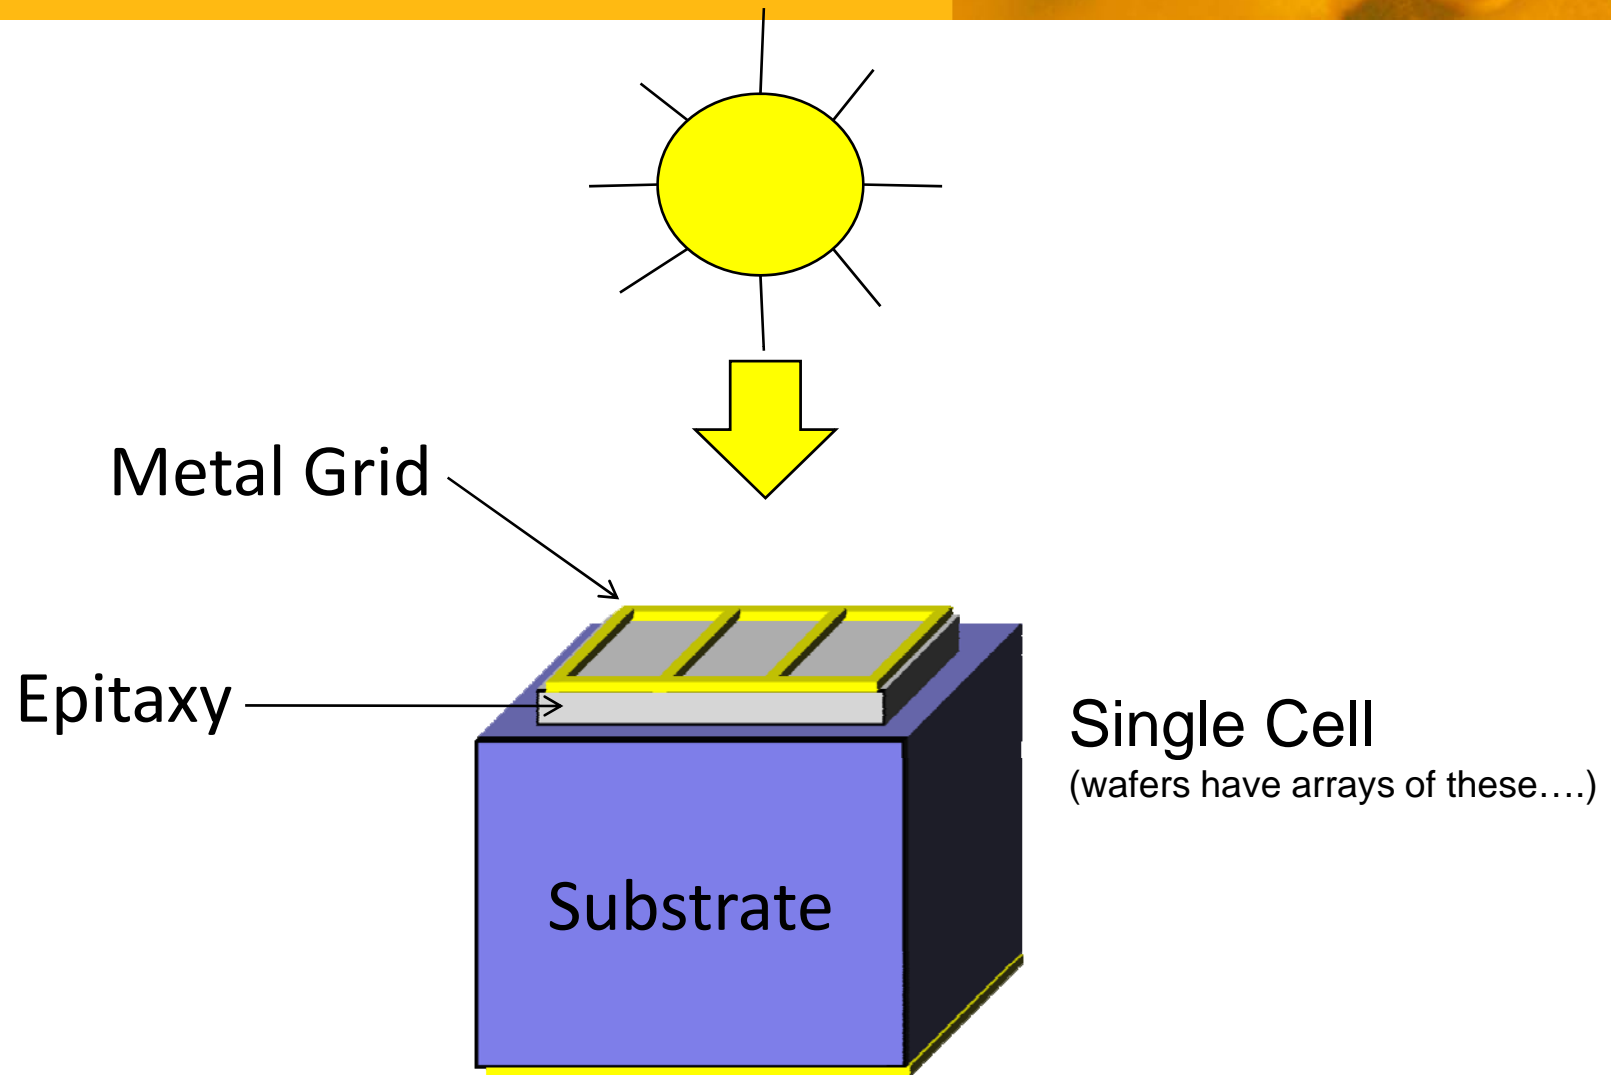 Metal Grid
Epitaxy
Single Cell
(wafers have arrays of these….)
Substrate